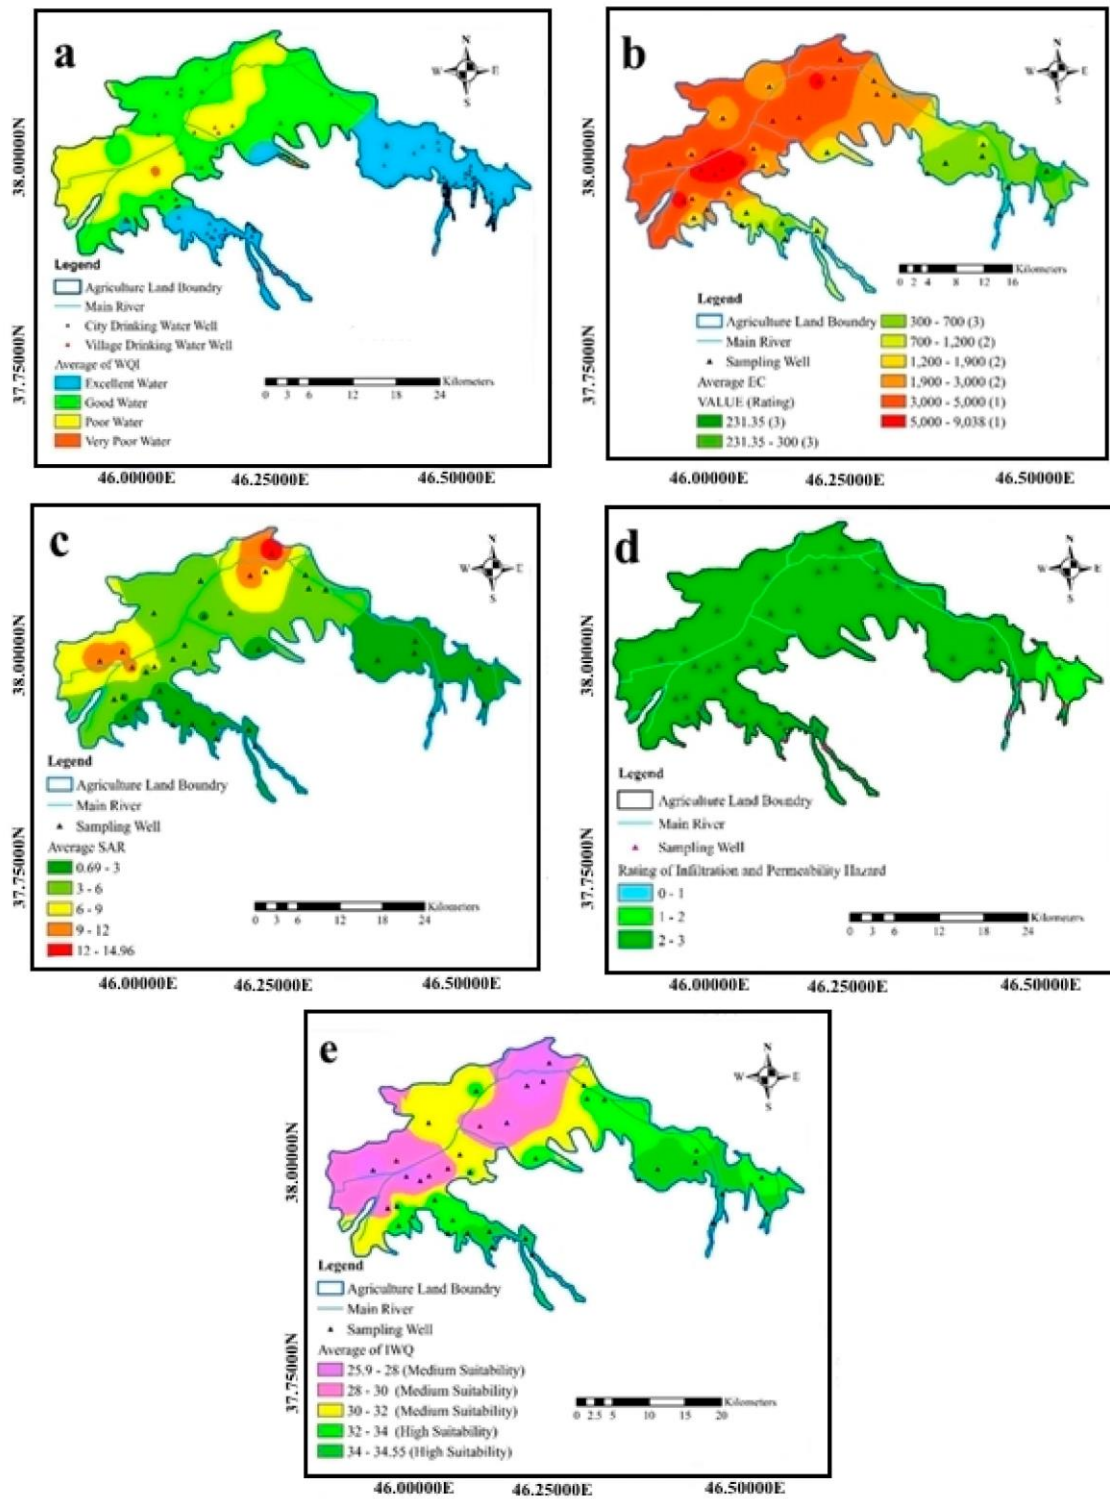 a
N
W E
S
38.00000N
37.75000N
Legend
Agriculture Land Boundry
Main River
City Drinking Water Well
Village Drinking Water Well
Average of WQI
Excellent Water
Good Water
Poor Water
Very Poor Water
Kilometers
0 3 6 12 18 24
46.00000E 46.25000E 46.50000E
b
N
W E
S
38.00000N
37.75000N
Kilometers
0 2 4 8 12 16
Legend
Agriculture Land Boundry
Main River
Sampling Well
Average EC
VALUE (Rating)
231.35 (3)
231.35 - 300 (3)
300 - 700 (3)
700 - 1,200 (2)
1,200 - 1,900 (2)
1,900 - 3,000 (2)
3,000 - 5,000 (1)
5,000 - 9,038 (1)
46.00000E 46.25000E 46.50000E
c
N
W E
S
38.00000N
37.75000N
Legend
Agriculture Land Boundry
Main River
Sampling Well
Average SAR
0.69 - 3
3 - 6
6 - 9
9 - 12
12 - 14.96
Kilometers
0 3 6 12 18 24
46.00000E 46.25000E 46.50000E
d
N
W E
S
38.00000N
37.75000N
Legend
Agriculture Land Boundry
Main River
Sampling Well
Rating of Infiltration and Permeability Hazard
0 - 1
1 - 2
2 - 3
Kilometers
0 3 6 12 18 24
46.00000E 46.25000E 46.50000E
e
N
W E
S
38.00000N
37.75000N
Legend
Agriculture Land Boundry
Main River
Sampling Well
Average of IWQ
25.9 - 28 (Medium Suitability)
28 - 30 (Medium Suitability)
30 - 32 (Medium Suitability)
32 - 34 (High Suitability)
34 - 34.55 (High Suitability)
Kilometers
0 2.5 5 10 15 20
46.00000E 46.25000E 46.50000E